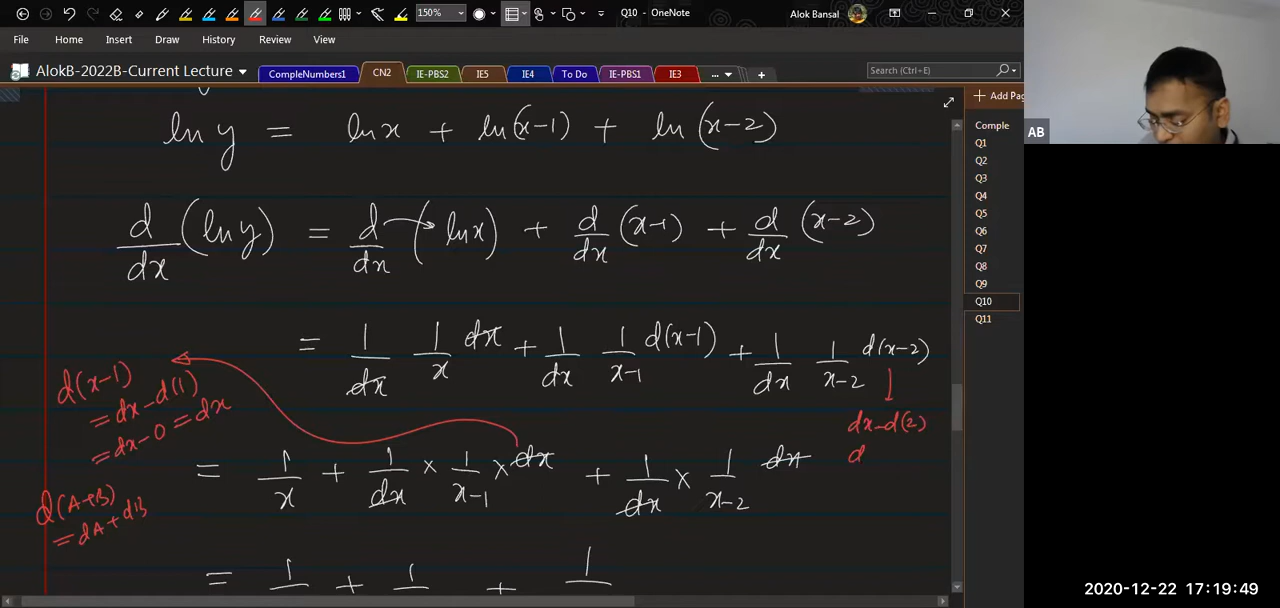 150% Q10 - OneNote Alok Bansal
File Home Insert Draw History Review View
AlokB-2022B-Current Lecture CompleNumbers1 CN2 IE-PBS2 IE5 IE4 To Do IE-PBS1 IE3 ... + Search (Ctrl+E)
+ Add Pag
Comple
Q1
Q2
Q3
Q4
Q5
Q6
Q7
Q8
Q9
Q10
Q11
AB
ln y = ln x + ln(x-1) + ln(x-2)
d/dx (ln y) = d/dx (ln x) + d/dx (x-1) + d/dx (x-2)
= 1/dx 1/x dx + 1/dx 1/x-1 d(x-1) + 1/dx 1/x-2 d(x-2)
d(x-1)
= dx - d(1)
= dx - 0 = dx
dx - d(2)
d
= 1/x + 1/dx × 1/x-1 × dx + 1/dx × 1/x-2 dx
d(A+B)
= dA + dB
= 1 + 1 + 1
2020-12-22 17:19:49